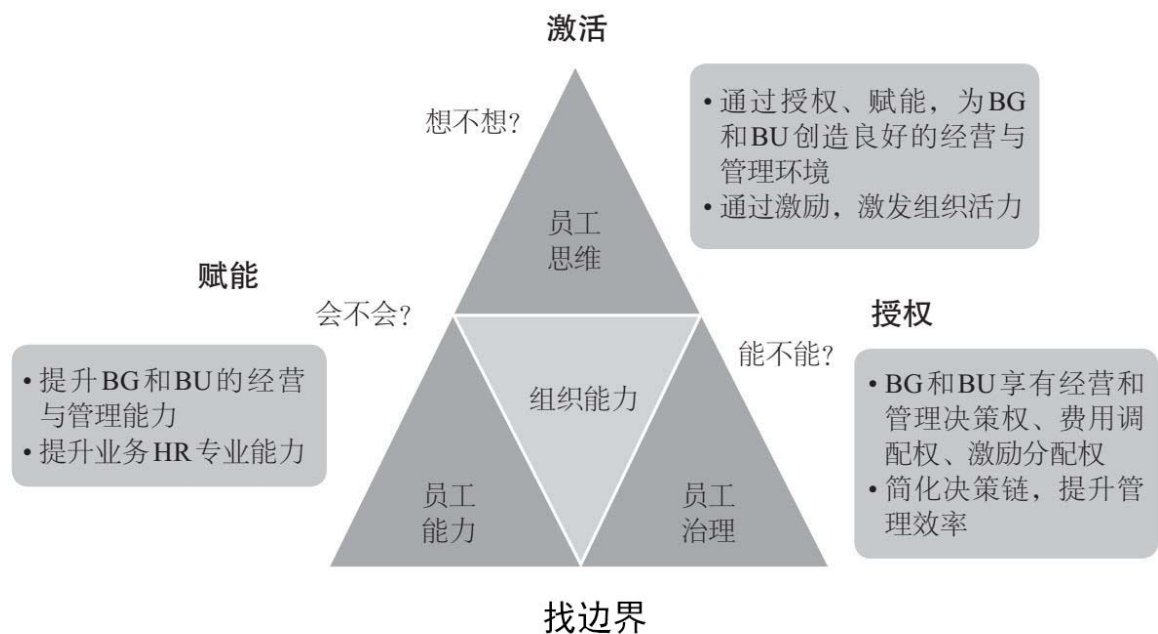 激活
想不想？
• 通过授权、赋能，为BG
和BU创造良好的经营与
管理环境
• 通过激励，激发组织活力
员工
思维
赋能
会不会？
• 提升BG和BU的经营
与管理能力
• 提升业务HR专业能力
授权
能不能？
• BG和BU享有经营和
管理决策权、费用调
配权、激励分配权
• 简化决策链，提升管
理效率
组织能力
员工
能力
员工
治理
找边界